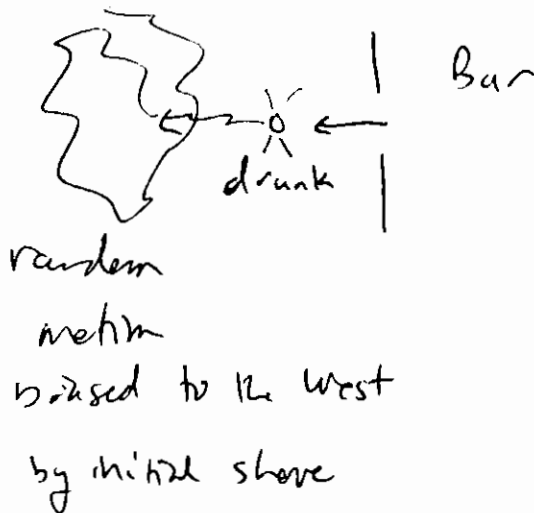 Bar
drunk
random
motion
biased to the west
by initial shove